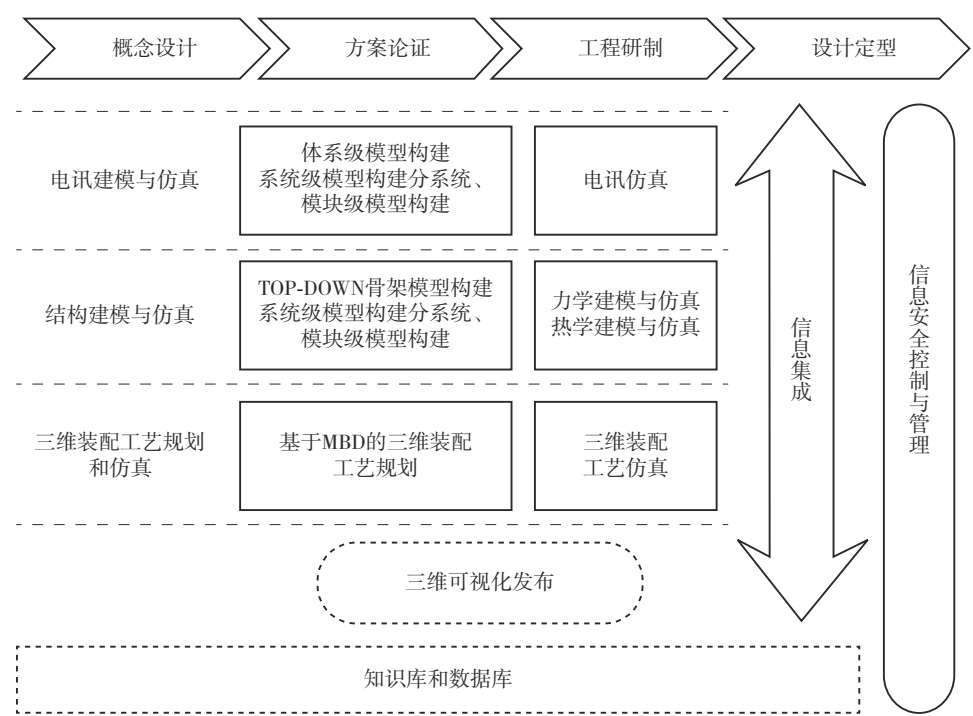 概念设计
方案论证
工程研制
设计定型
电讯建模与仿真
体系级模型构建
系统级模型构建分系统、
模块级模型构建
电讯仿真
结构建模与仿真
TOP-DOWN骨架模型构建
系统级模型构建分系统、
模块级模型构建
力学建模与仿真
热学建模与仿真
三维装配工艺规划
和仿真
基于MBD的三维装配
工艺规划
三维装配
工艺仿真
信息集成
信息安全控制与管理
三维可视化发布
知识库和数据库